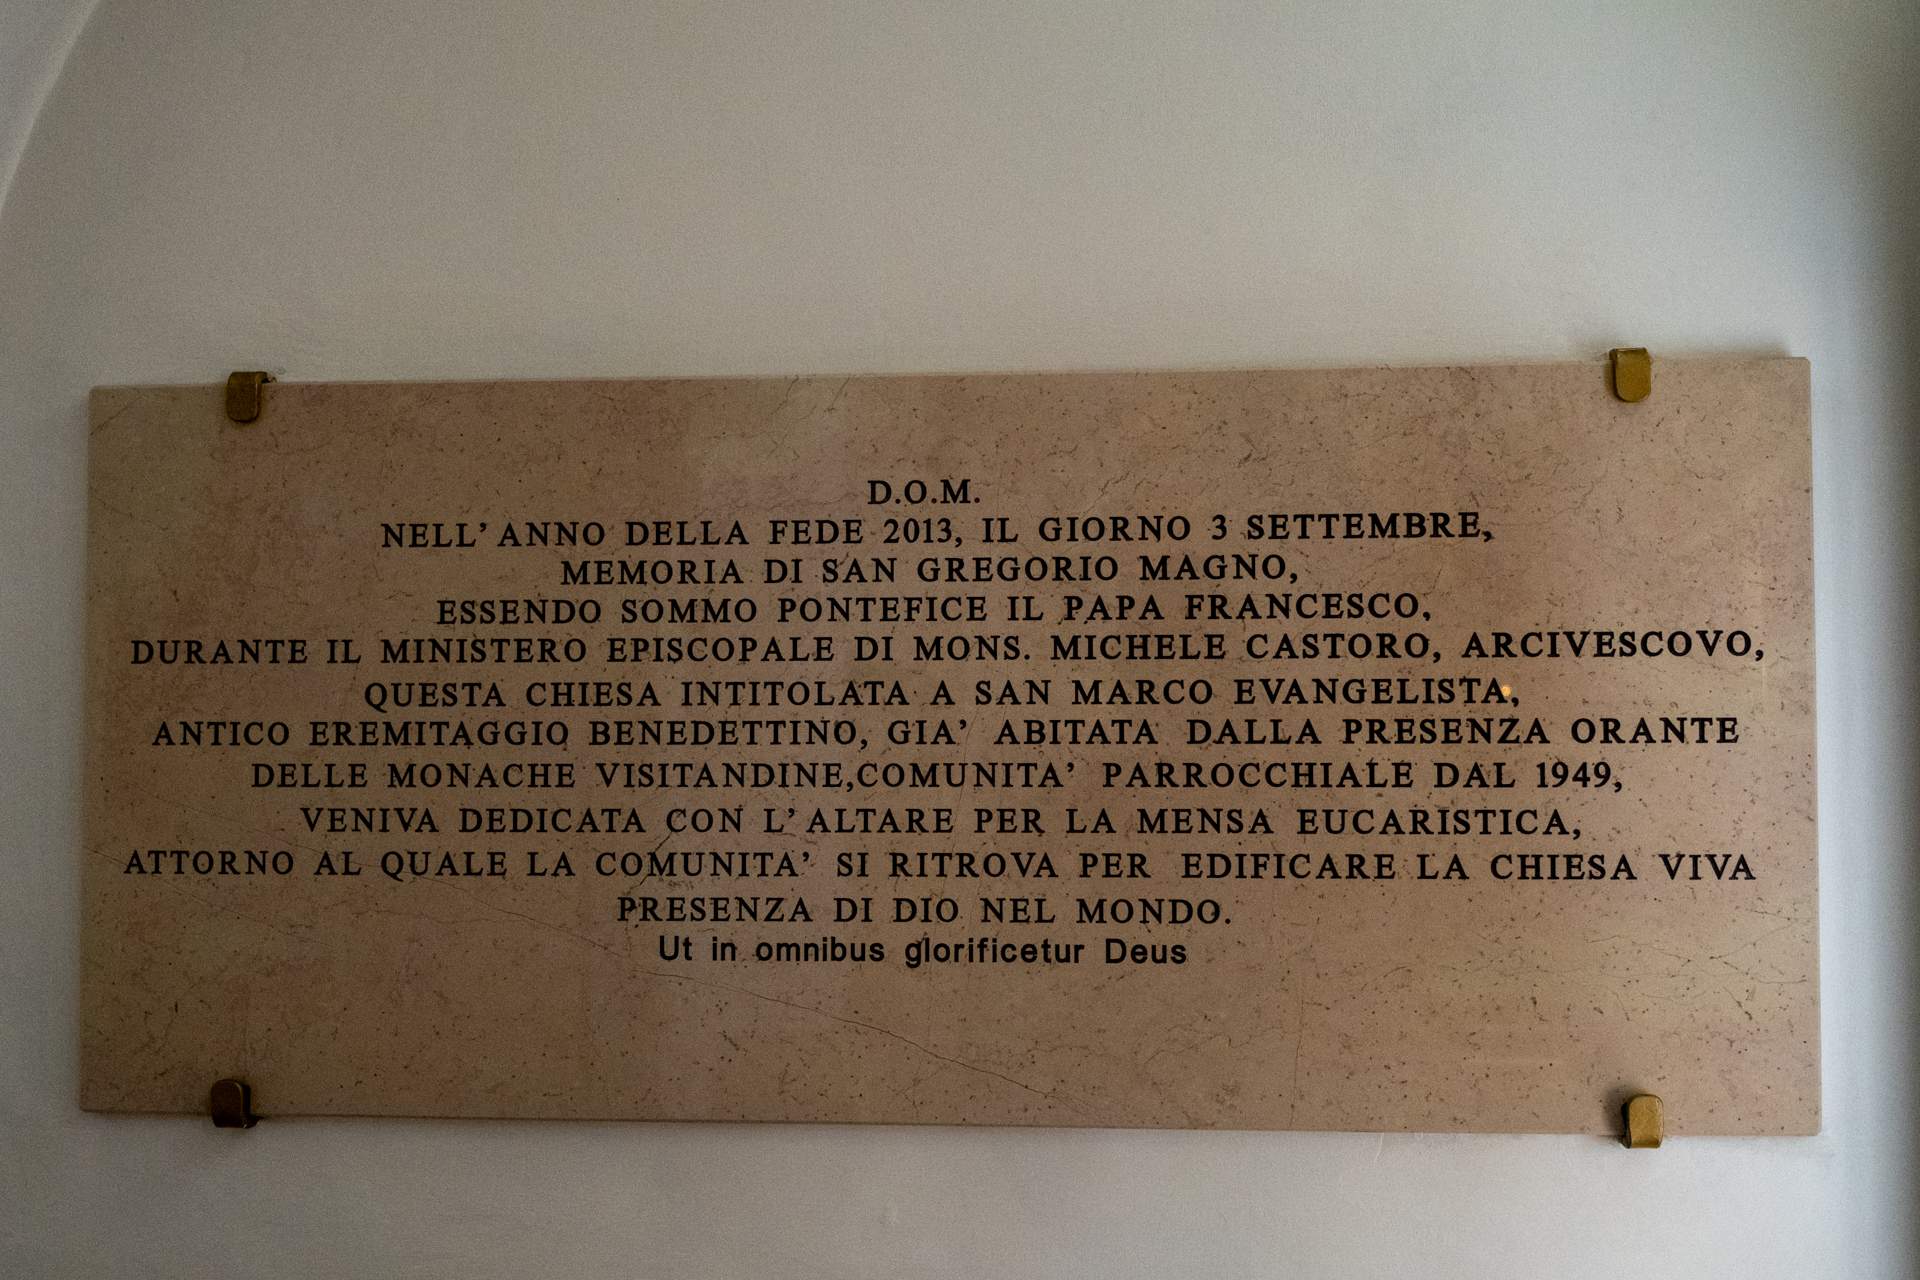 D.O.M.
NELL'ANNO DELLA FEDE 2013, IL GIORNO 3 SETTEMBRE,
MEMORIA DI SAN GREGORIO MAGNO,
ESSENDO SOMMO PONTEFICE IL PAPA FRANCESCO,
DURANTE IL MINISTERO EPISCOPALE DI MONS. MICHELE CASTORO, ARCIVESCOVO,
QUESTA CHIESA INTITOLATA A SAN MARCO EVANGELISTA,
ANTICO EREMITAGGIO BENEDETTINO, GIA' ABITATA DALLA PRESENZA ORANTE
DELLE MONACHE VISITANDINE,COMUNITA' PARROCCHIALE DAL 1949,
VENIVA DEDICATA CON L'ALTARE PER LA MENSA EUCARISTICA,
ATTORNO AL QUALE LA COMUNITA' SI RITROVA PER EDIFICARE LA CHIESA VIVA
PRESENZA DI DIO NEL MONDO.
Ut in omnibus glorificetur Deus